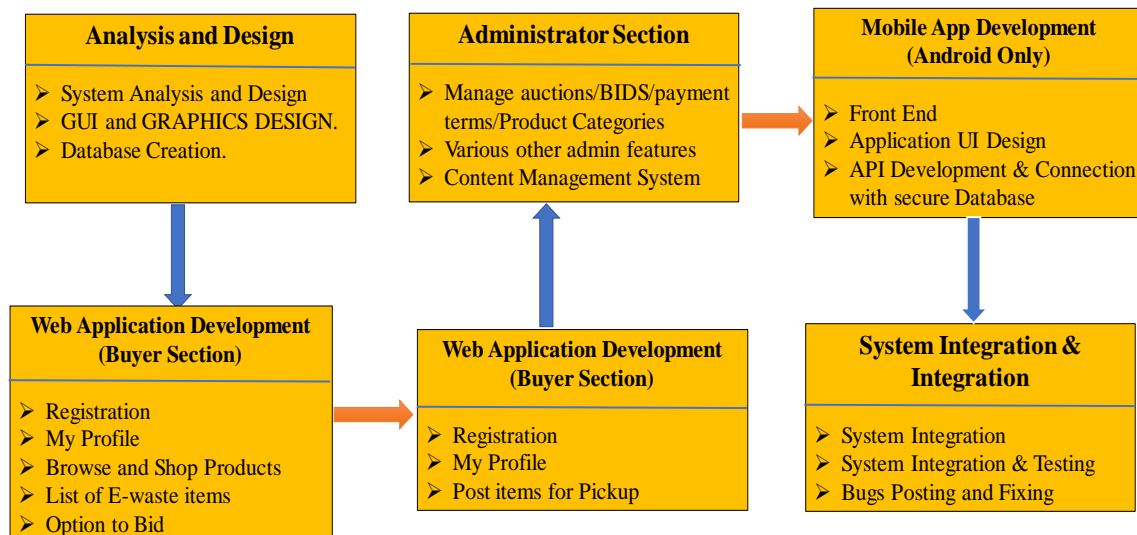 Analysis and Design
➢ System Analysis and Design
➢ GUI and GRAPHICS DESIGN.
➢ Database Creation.
Administrator Section
➢ Manage auctions/BIDS/payment
terms/Product Categories
➢ Various other admin features
➢ Content Management System
Mobile App Development
(Android Only)
➢ Front End
➢ Application UI Design
➢ API Development & Connection
with secure Database
Web Application Development
(Buyer Section)
➢ Registration
➢ My Profile
➢ Browse and Shop Products
➢ List of E-waste items
➢ Option to Bid
Web Application Development
(Buyer Section)
➢ Registration
➢ My Profile
➢ Post items for Pickup
System Integration &
Integration
➢ System Integration
➢ System Integration & Testing
➢ Bugs Posting and Fixing